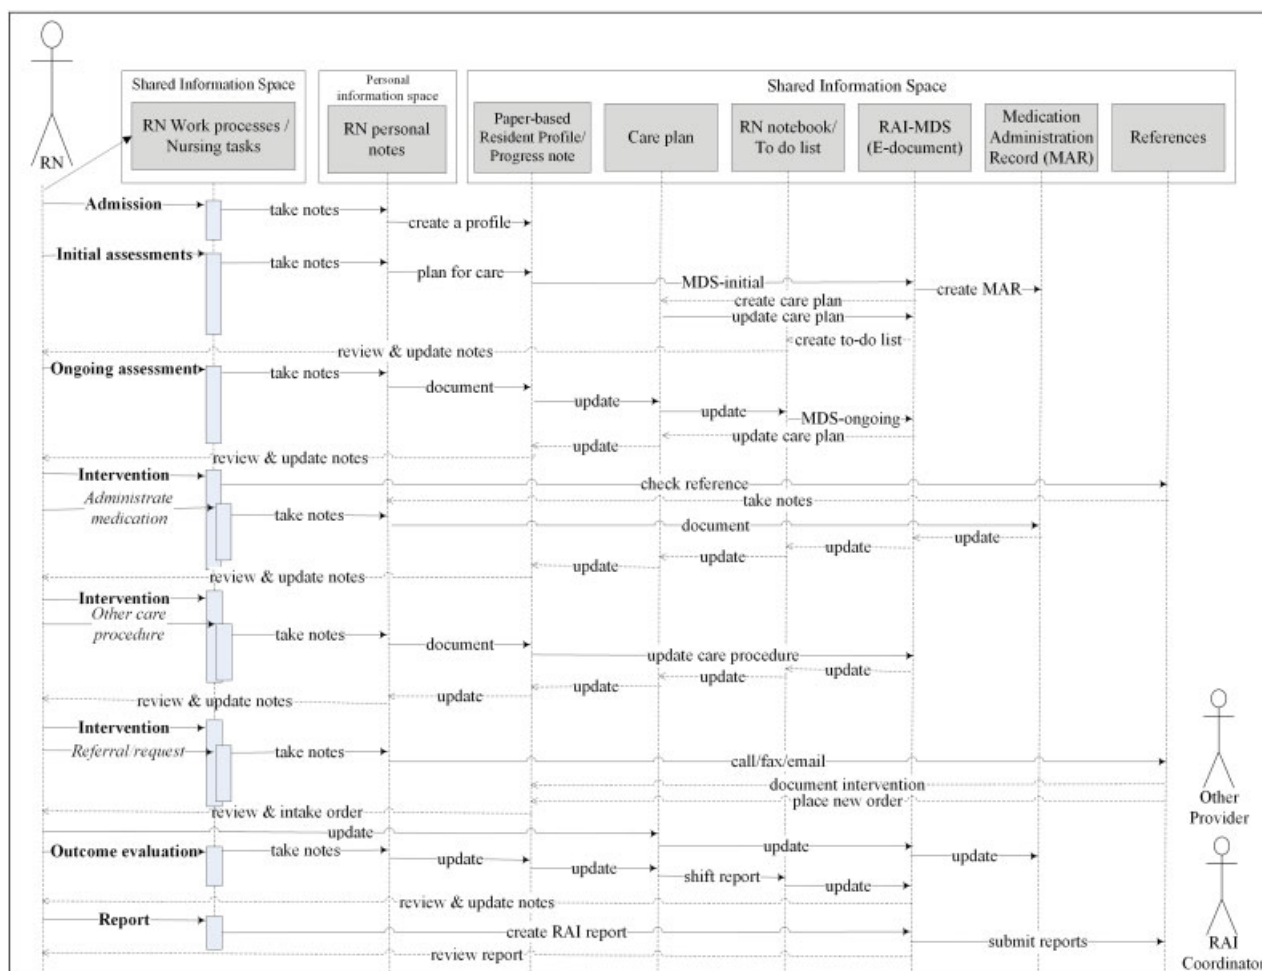 Shared Information Space
Personal
information space
Shared Information Space
RN Work processes /
Nursing tasks
RN personal
notes
Paper-based
Resident Profile/
Progress note
Care plan
RN notebook/
To do list
RAI-MDS
(E-document)
Medication
Administration
Record (MAR)
References
RN
Admission
take notes
create a profile
Initial assessments
take notes
plan for care
MDS-initial
create MAR
create care plan
update care plan
create to-do list
review & update notes
Ongoing assessment
take notes
document
update
update
MDS-ongoing
update care plan
update
review & update notes
Intervention
check reference
Administrate
medication
take notes
take notes
document
update
update
update
update
review & update notes
Intervention
Other care
procedure
take notes
document
update care procedure
update
update
update
update
review & update notes
Intervention
Referral request
take notes
call/fax/email
document intervention
place new order
review & intake order
Other
Provider
update
Outcome evaluation
take notes
update
update
update
update
shift report
update
review & update notes
Report
create RAI report
submit reports
review report
RAI
Coordinator